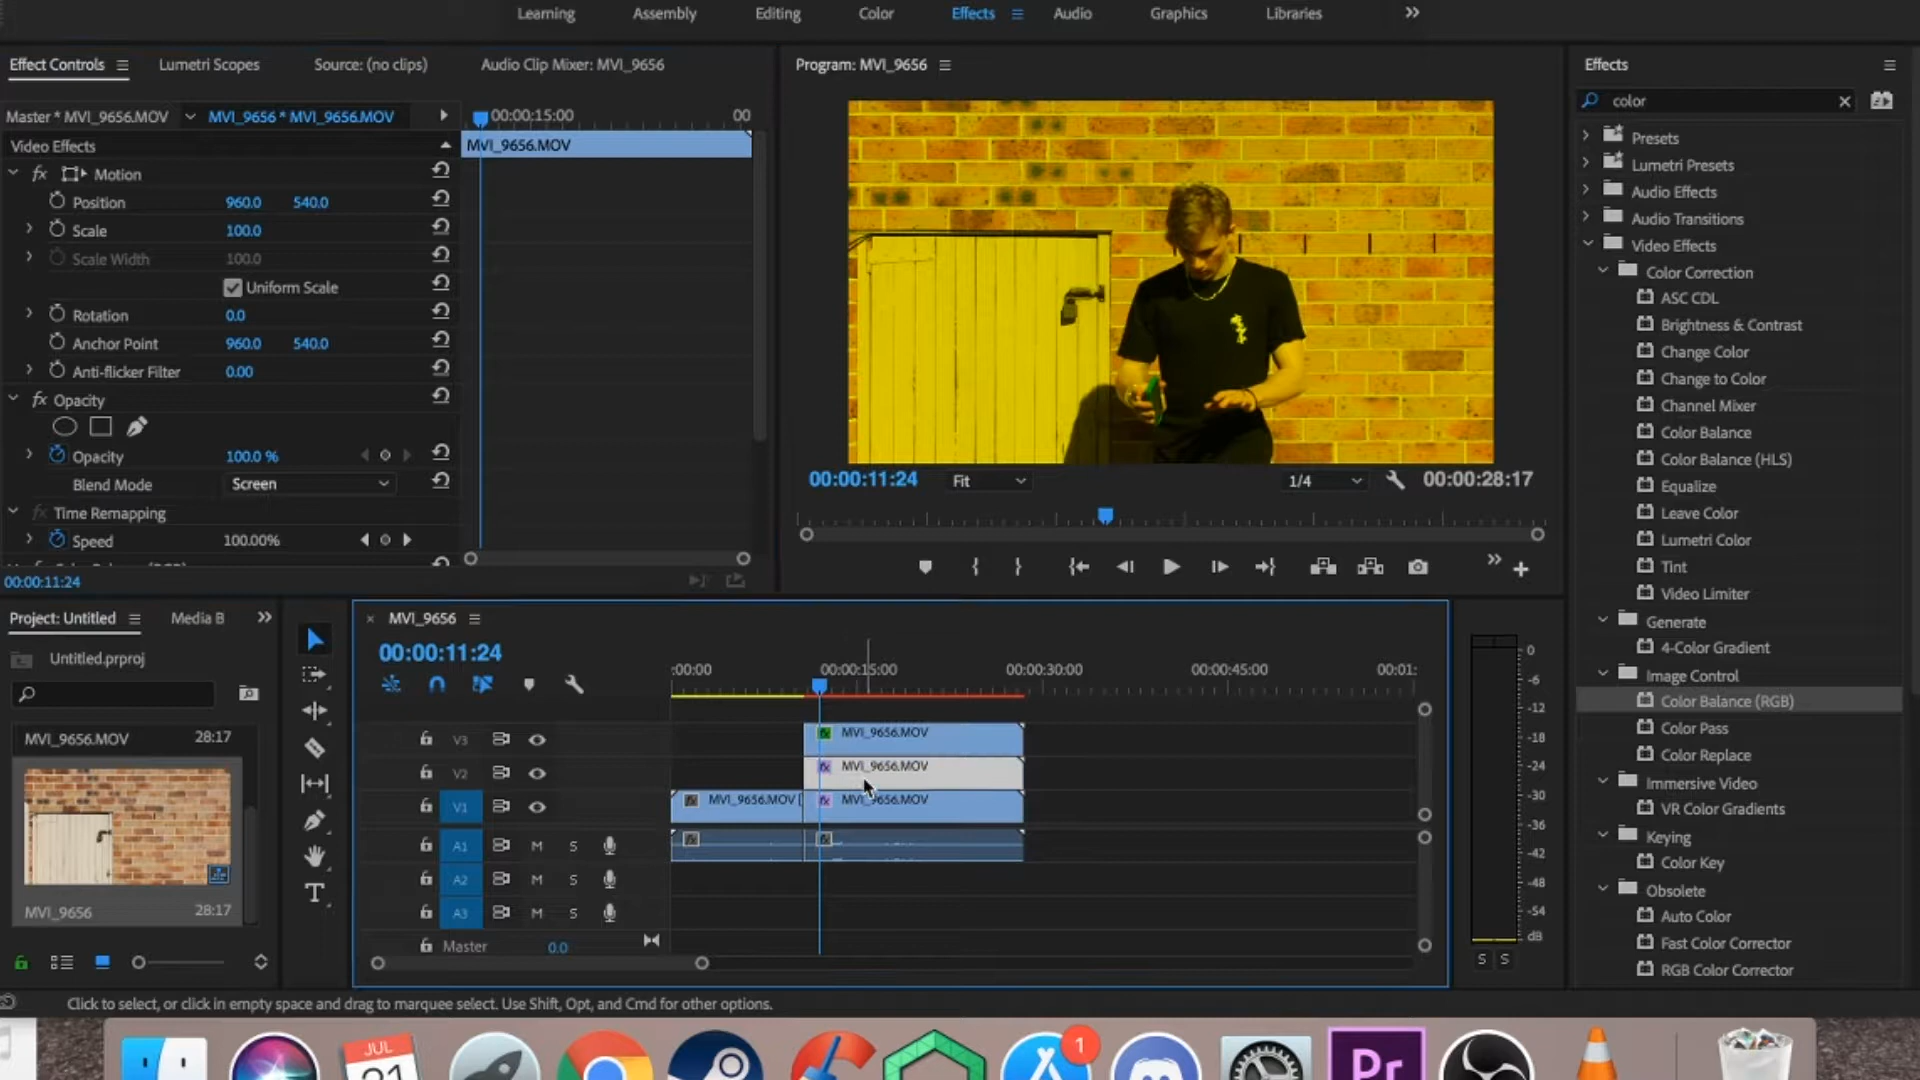 Learning Assembly Editing Color Effects Audio Graphics Libraries
Effect Controls Lumetri Scopes Source: (no clips) Audio Clip Mixer: MVI_9656
Master * MVI_9656.MOV MVI_9656 * MVI_9656.MOV 00:00:15:00 00
Video Effects
MVI_9656.MOV
fx Motion
Position 960.0 540.0
Scale 100.0
Scale Width 100.0
Uniform Scale
Rotation 0.0
Anchor Point 960.0 540.0
Anti-flicker Filter 0.00
fx Opacity
Opacity 100.0 %
Blend Mode Screen
fx Time Remapping
Speed 100.00%
00:00:11:24
Program: MVI_9656
00:00:11:24 Fit 1/4 00:00:28:17
Effects
color
Presets
Lumetri Presets
Audio Effects
Audio Transitions
Video Effects
Color Correction
ASC CDL
Brightness & Contrast
Change Color
Change to Color
Channel Mixer
Color Balance
Color Balance (HLS)
Equalize
Leave Color
Lumetri Color
Tint
Video Limiter
Generate
4-Color Gradient
Image Control
Color Balance (RGB)
Color Pass
Color Replace
Immersive Video
VR Color Gradients
Keying
Color Key
Obsolete
Auto Color
Fast Color Corrector
RGB Color Corrector
Project: Untitled Media B
Untitled.prproj
MVI_9656.MOV 28:17
MVI_9656 28:17
MVI_9656
00:00:11:24
:00:00 00:00:15:00 00:00:30:00 00:00:45:00 00:01:
V3 fx MVI_9656.MOV
V2 fx MVI_9656.MOV
V1 fx MVI_9656.MOV [ fx MVI_9656.MOV
A1 M S fx fx
A2 M S
A3 M S
Master 0.0
0
-6
-12
-18
-24
-30
-36
-42
-48
-54
dB
S S
Click to select, or click in empty space and drag to marquee select. Use Shift, Opt, and Cmd for other options.
JUL
1
Pr